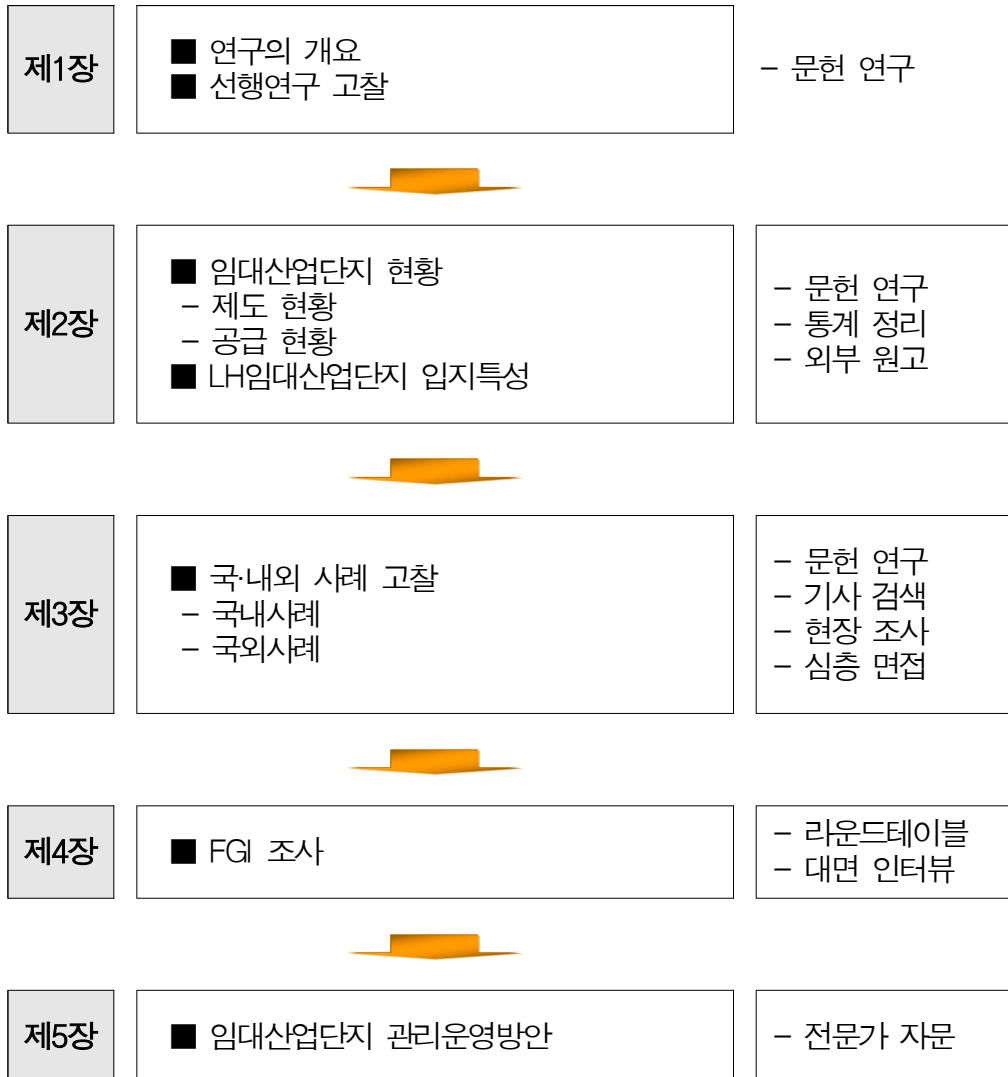 제1장
■ 연구의 개요
■ 선행연구 고찰
- 문헌 연구
제2장
■ 임대산업단지 현황
- 제도 현황
- 공급 현황
■ LH임대산업단지 입지특성
- 문헌 연구
- 통계 정리
- 외부 원고
제3장
■ 국·내외 사례 고찰
- 국내사례
- 국외사례
- 문헌 연구
- 기사 검색
- 현장 조사
- 심층 면접
제4장
■ FGI 조사
- 라운드테이블
- 대면 인터뷰
제5장
■ 임대산업단지 관리운영방안
- 전문가 자문